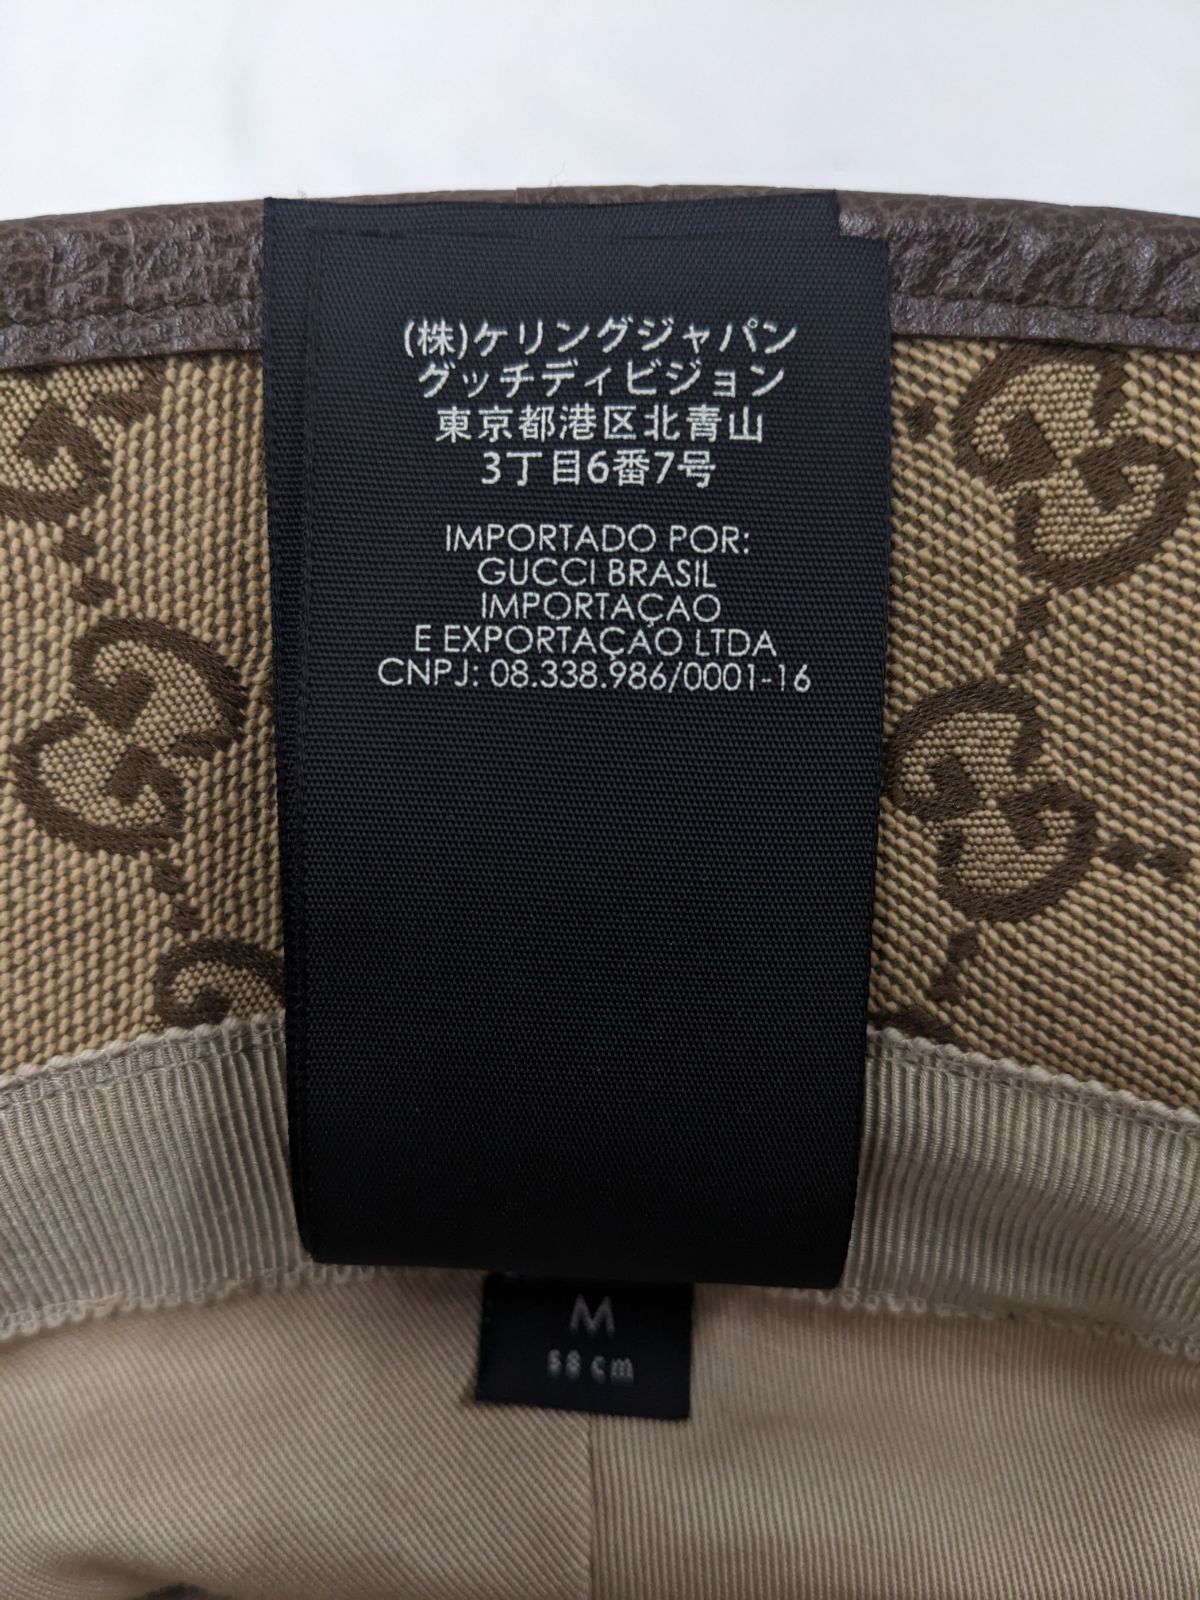 (株)ケリングジャパン
グッチディビジョン
東京都港区北青山
3丁目6番7号
IMPORTADO POR:
GUCCI BRASIL
IMPORTAÇAO
E EXPORTAÇAO LTDA
CNPJ: 08.338.986/0001-16
M
58 cm